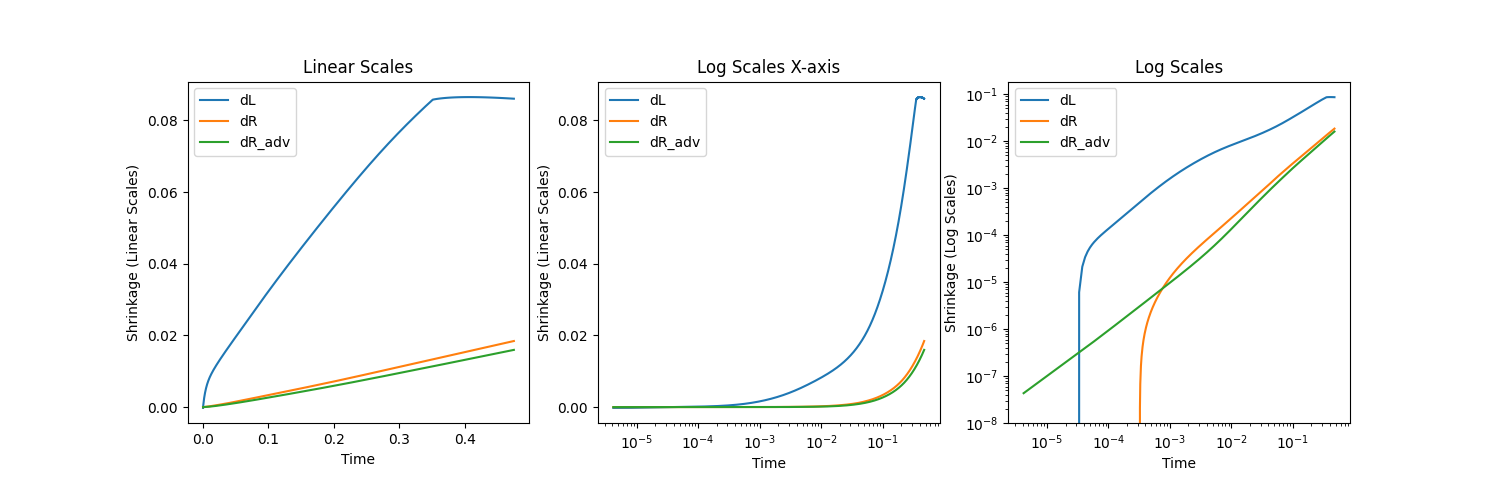 Linear Scales
dL
dR
dR_adv
Shrinkage (Linear Scales)
0.08
0.06
0.04
0.02
0.00
0.0 0.1 0.2 0.3 0.4
Time
Log Scales X-axis
dL
dR
dR_adv
Shrinkage (Linear Scales)
0.08
0.06
0.04
0.02
0.00
10⁻⁵ 10⁻⁴ 10⁻³ 10⁻² 10⁻¹
Time
Log Scales
dL
dR
dR_adv
Shrinkage (Log Scales)
10⁻¹
10⁻²
10⁻³
10⁻⁴
10⁻⁵
10⁻⁶
10⁻⁷
10⁻⁸
10⁻⁵ 10⁻⁴ 10⁻³ 10⁻² 10⁻¹
Time